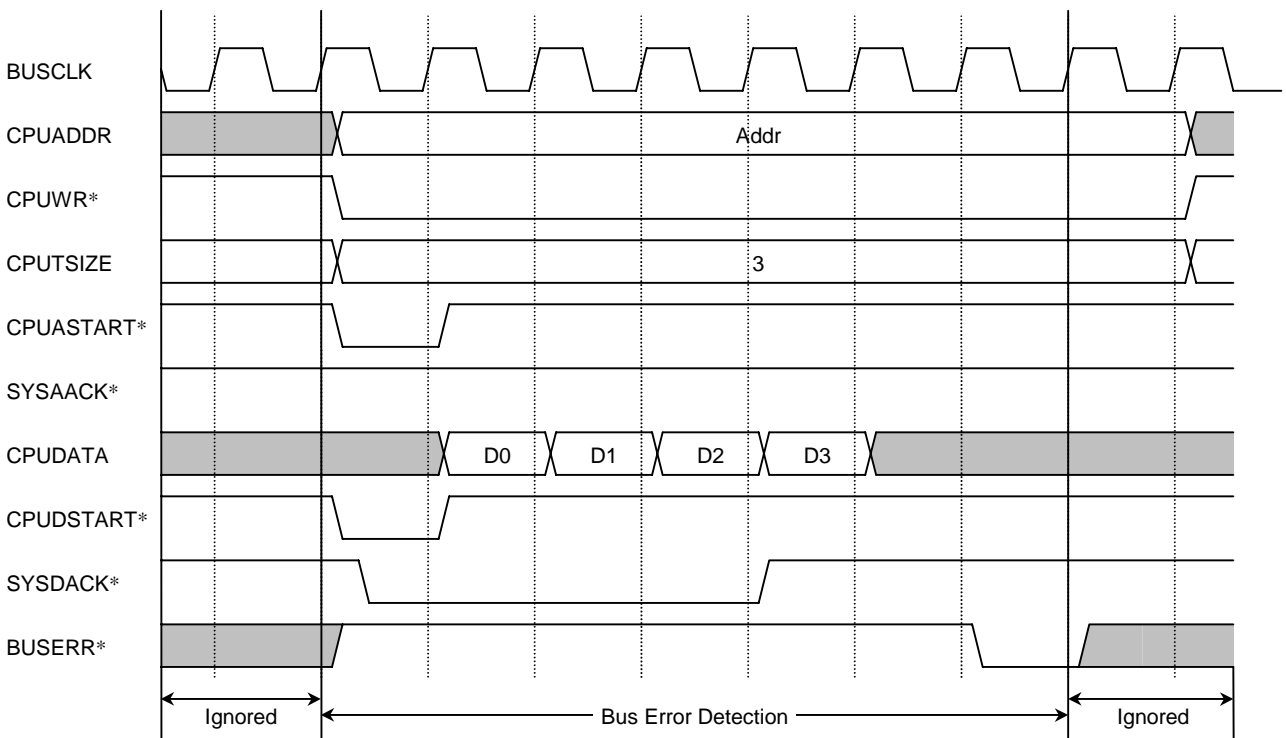 BUSCLK
CPUADDR
Addr
CPUWR*
CPUTSIZE
3
CPUASTART*
SYSAACK*
CPUDATA
D0
D1
D2
D3
CPUDSTART*
SYSDACK*
BUSERR*
Ignored
Bus Error Detection
Ignored